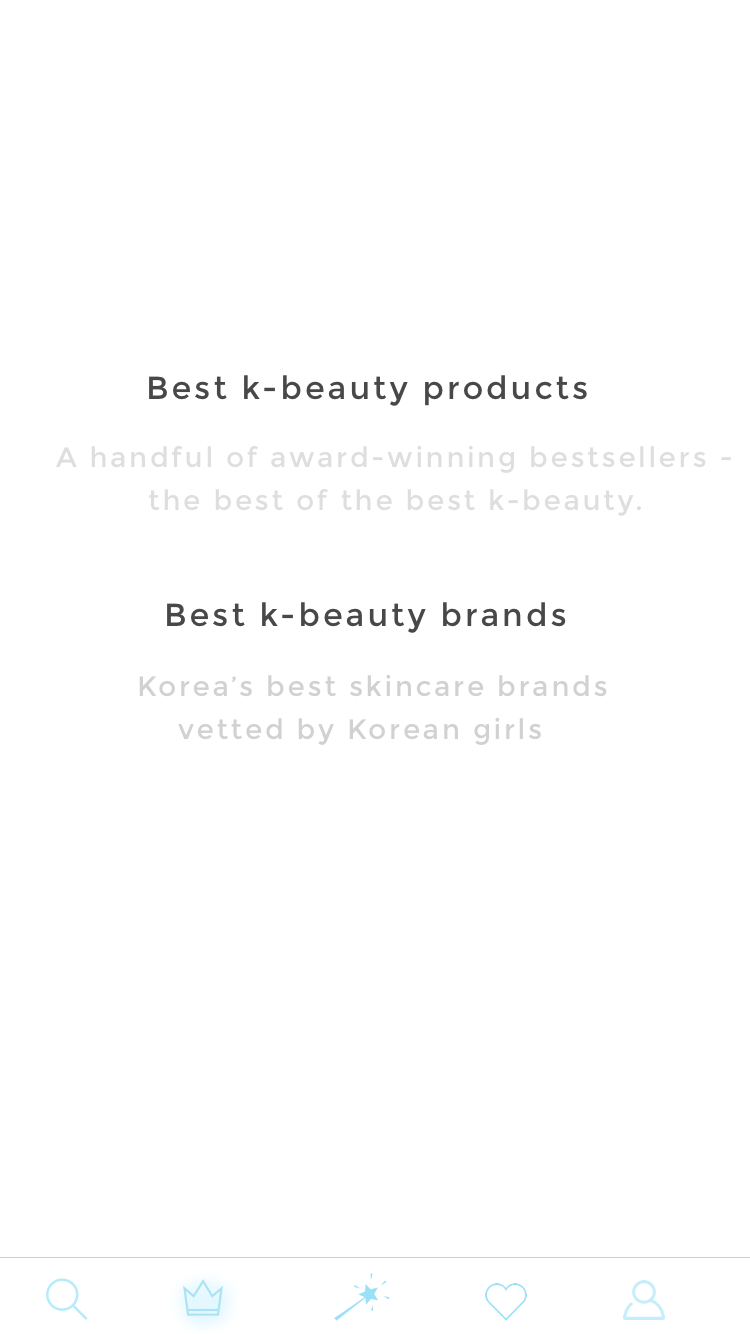 Best k-beauty products
A handful of award-winning bestsellers -
the best of the best k-beauty.
Best k-beauty brands
Korea’s best skincare brands
vetted by Korean girls